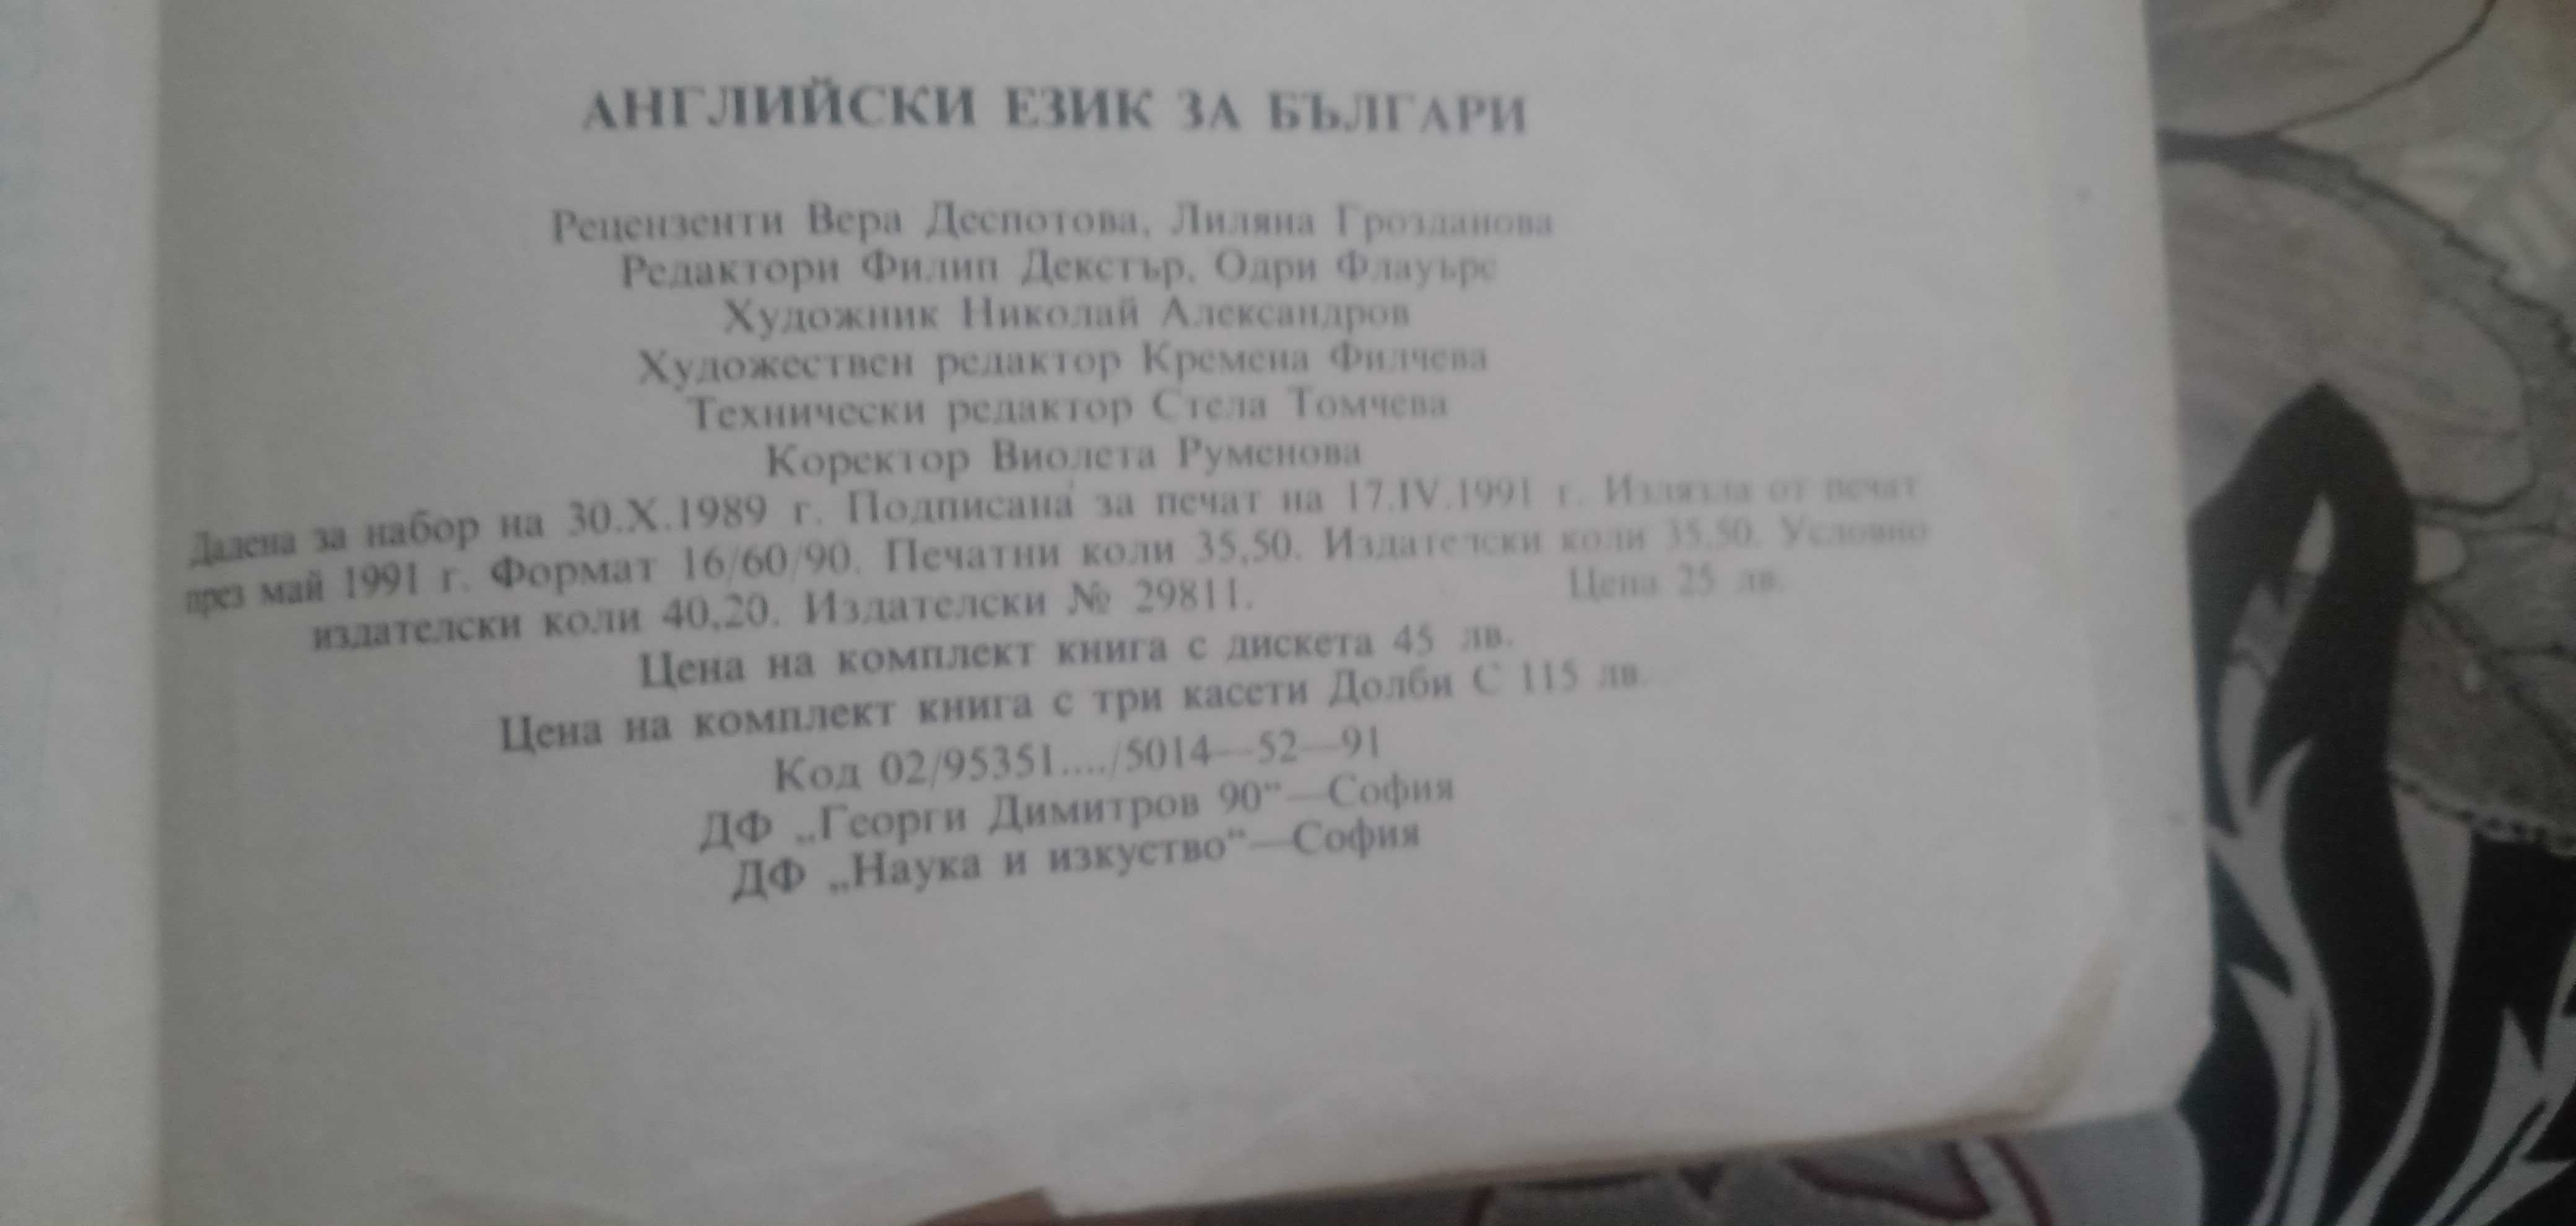 АНГЛИЙСКИ ЕЗИК ЗА БЪЛГАРИ
Рецензенти Вера Деспотова, Лиляна Грозданова
Редактори Филип Декстър, Одри Флауърс
Художник Николай Александров
Художествен редактор Кремена Филчева
Технически редактор Стела Томчева
Коректор Виолета Руменова
Дадена за набор на 30.X.1989 г. Подписана за печат на 17.IV.1991 г. Излязла от печат
през май 1991 г. Формат 16/60/90. Печатни коли 35,50. Издателски коли 35,50. Условно
издателски коли 40,20. Издателски № 29811. Цена 25 лв.
Цена на комплект книга с дискета 45 лв.
Цена на комплект книга с три касети Долби С 115 лв.
Код 02/95351..../5014—52—91
ДФ „Георги Димитров 90“—София
ДФ „Наука и изкуство“—София